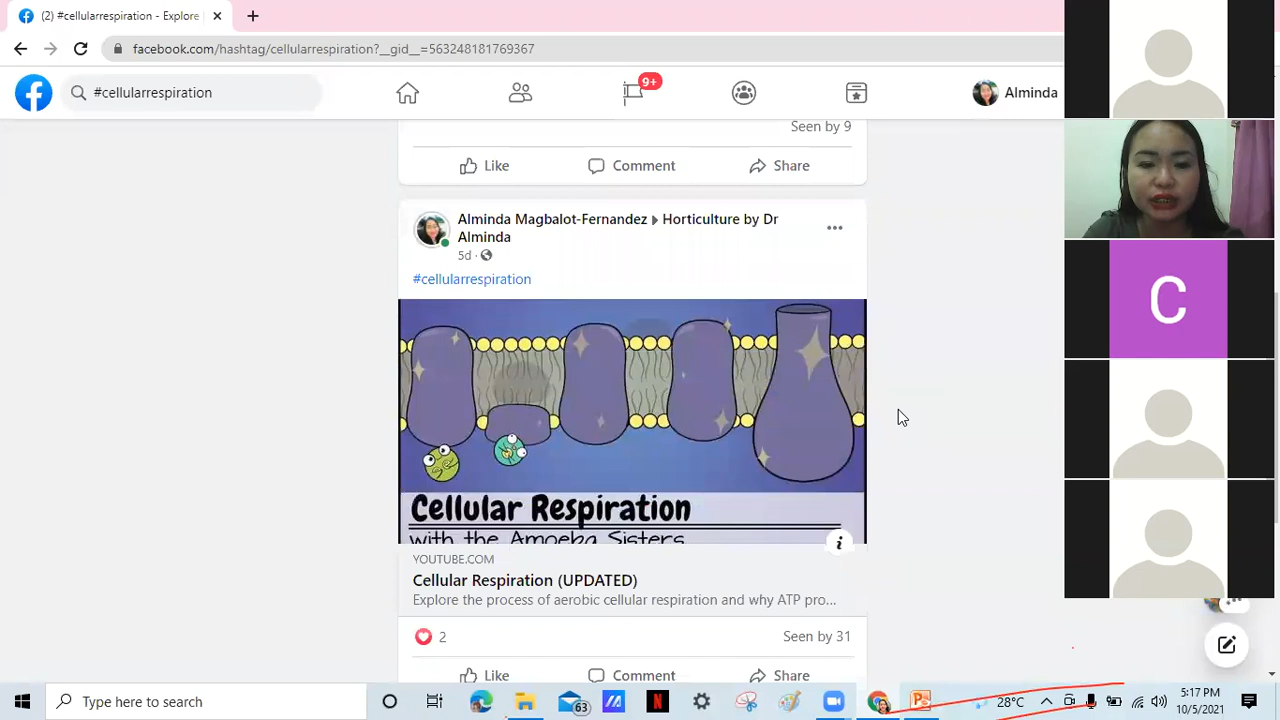 (2) #cellularrespiration - Explore
facebook.com/hashtag/cellularrespiration?__gid__=563248181769367
#cellularrespiration
9+
Alminda
Seen by 9
Like
Comment
Share
Alminda Magbalot-Fernandez
Horticulture by Dr
Alminda
5d ·
#cellularrespiration
C
Cellular Respiration
with the Amoeba Sisters
i
YOUTUBE.COM
Cellular Respiration (UPDATED)
Explore the process of aerobic cellular respiration and why ATP pro...
2
Seen by 31
Like
Comment
Share
Type here to search
63
N
28°C
5:17 PM
10/5/2021